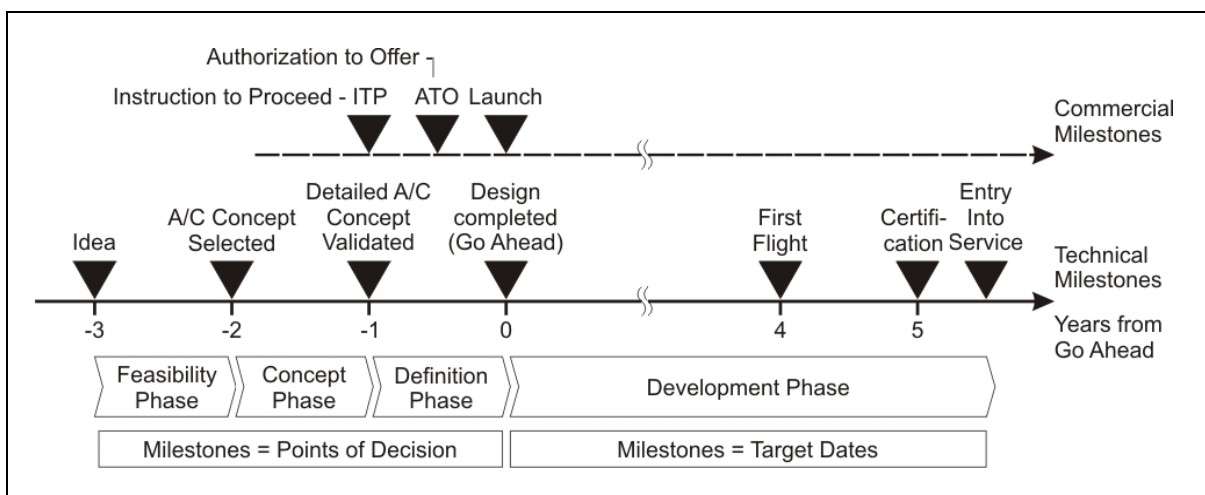 Authorization to Offer
Instruction to Proceed - ITP ATO Launch
Commercial
Milestones
Idea
A/C Concept
Selected
Detailed A/C
Concept
Validated
Design
completed
(Go Ahead)
First
Flight
Certifi-
cation
Entry
Into
Service
Technical
Milestones
-3 -2 -1 0 4 5
Years from
Go Ahead
Feasibility
Phase
Concept
Phase
Definition
Phase
Development Phase
Milestones = Points of Decision
Milestones = Target Dates